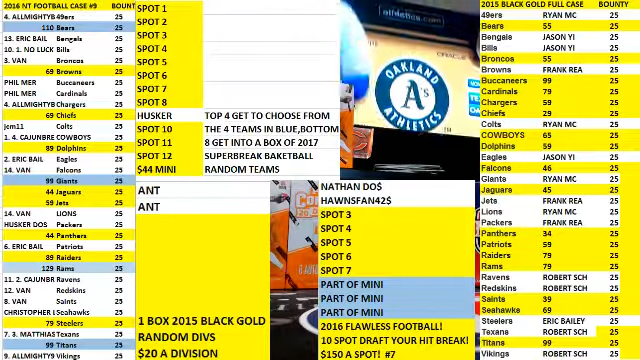 2016 NT FOOTBALL CASE #9 BOUNT
4. ALLMIGHTYB 49ers 25
110 Bears 25
13. ERIC BAIL Bengals 25
10. 1. NO LUCK Bills 25
3. VAN Broncos 25
69 Browns 25
PHIL MER Buccaneers 25
PHIL MER Cardinals 25
4. ALLMIGHTYB Chargers 25
69 Chiefs 25
jem11 Colts 25
1. 4. CAJUNBRE COWBOYS 25
89 Dolphins 25
2. ERIC BAIL Eagles 25
14. VAN Falcons 25
99 Giants 25
44 Jaguars 25
59 Jets 25
14. VAN LIONS 25
HUSKER DOS Packers 25
44 Panthers 25
6. ERIC BAIL Patriots 25
89 Raiders 25
129 Rams 25
11. 2. CAJUNBR Ravens 25
12. VAN Redskins 25
8. VAN Saints 25
CHRISTOPHER Seahawks 25
79 Steelers 25
7. 3. MATTHIAS Texans 25
99 Titans 25
9. ALLMIGHTYB Vikings 25
SPOT 1
SPOT 2
SPOT 3
SPOT 4
SPOT 5
SPOT 6
SPOT 7
SPOT 8
HUSKER TOP 4 GET TO CHOOSE FROM
SPOT 10 THE 4 TEAMS IN BLUE,BOTTOM
SPOT 11 8 GET INTO A BOX OF 2017
SPOT 12 SUPERBREAK BAKETBALL
$44 MINI RANDOM TEAMS
ANT
ANT
1 BOX 2015 BLACK GOLD
RANDOM DIVS
$20 A DIVISION
athletics.com
ORACLE
OAKLAND
A's
ATHLETICS
NATHAN DO$
HAWNSFAN42$
SPOT 3
SPOT 4
SPOT 5
SPOT 6
SPOT 7
PART OF MINI
PART OF MINI
PART OF MINI
2016 FLAWLESS FOOTBALL!
10 SPOT DRAFT YOUR HIT BREAK!
$150 A SPOT! #7
2015 BLACK GOLD FULL CASE BOUNTY
49ers RYAN MC 25
Bears 55 25
Bengals JASON YI 25
Bills JASON YI 25
Broncos 55 25
Browns FRANK REA 25
Buccaneers 99 25
Cardinals 79 25
Chargers 59 25
Chiefs 29 25
Colts RYAN MC 25
COWBOYS 65 25
Dolphins 59 25
Eagles JASON YI 25
Falcons 46 25
Giants RYAN MC 25
Jaguars 45 25
Jets FRANK REA 25
Lions RYAN MC 25
Packers FRANK REA 25
Panthers 34 25
Patriots 59 25
Raiders 79 25
Rams 79 25
Ravens ROBERT SCH 25
Redskins ROBERT SCH 25
Saints 39 25
Seahawks 69 25
Steelers ERIC BAILEY 25
Texans ROBERT SCH 25
Titans 99 25
Vikings ROBERT SCH 25